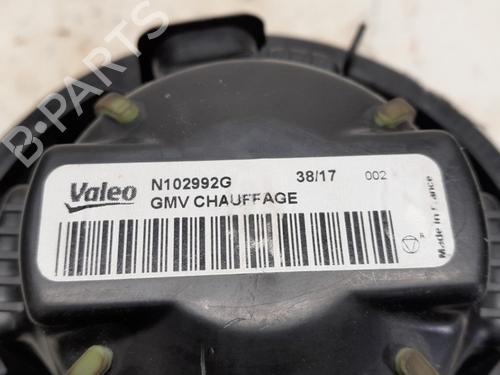 B-PARTS
Valeo N102992G 38/17 002
GMV CHAUFFAGE
Made in France